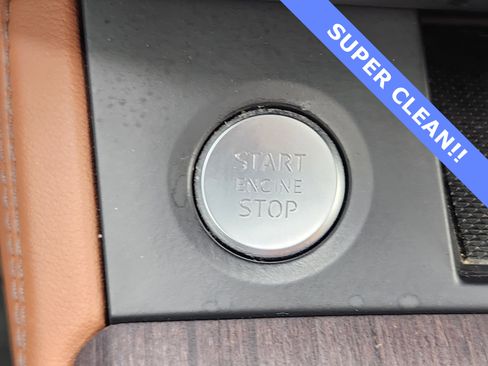 SUPER CLEAN!!
START
ENGINE
STOP